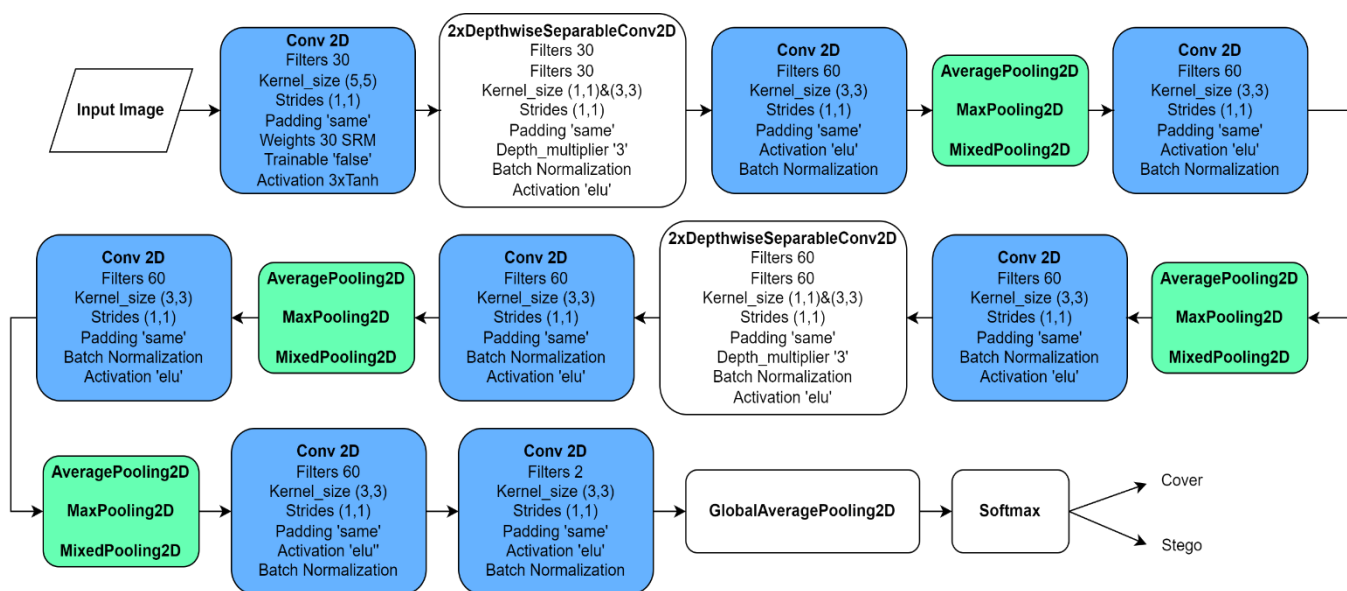 Input Image
Conv 2D
Filters 30
Kernel_size (5,5)
Strides (1,1)
Padding 'same'
Weights 30 SRM
Trainable 'false'
Activation 3xTanh
2xDepthwiseSeparableConv2D
Filters 30
Filters 30
Kernel_size (1,1)&(3,3)
Strides (1,1)
Padding 'same'
Depth_multiplier '3'
Batch Normalization
Activation 'elu'
Conv 2D
Filters 60
Kernel_size (3,3)
Strides (1,1)
Padding 'same'
Activation 'elu'
Batch Normalization
AveragePooling2D
MaxPooling2D
MixedPooling2D
Conv 2D
Filters 60
Kernel_size (3,3)
Strides (1,1)
Padding 'same'
Activation 'elu'
Batch Normalization
AveragePooling2D
MaxPooling2D
MixedPooling2D
Conv 2D
Filters 60
Kernel_size (3,3)
Strides (1,1)
Padding 'same'
Batch Normalization
Activation 'elu'
2xDepthwiseSeparableConv2D
Filters 60
Filters 60
Kernel_size (1,1)&(3,3)
Strides (1,1)
Padding 'same'
Depth_multiplier '3'
Batch Normalization
Activation 'elu'
Conv 2D
Filters 60
Kernel_size (3,3)
Strides (1,1)
Padding 'same'
Batch Normalization
Activation 'elu'
AveragePooling2D
MaxPooling2D
MixedPooling2D
Conv 2D
Filters 60
Kernel_size (3,3)
Strides (1,1)
Padding 'same'
Batch Normalization
Activation 'elu'
AveragePooling2D
MaxPooling2D
MixedPooling2D
Conv 2D
Filters 60
Kernel_size (3,3)
Strides (1,1)
Padding 'same'
Activation 'elu"
Batch Normalization
Conv 2D
Filters 2
Kernel_size (3,3)
Strides (1,1)
Padding 'same'
Activation 'elu'
Batch Normalization
GlobalAveragePooling2D
Softmax
Cover
Stego